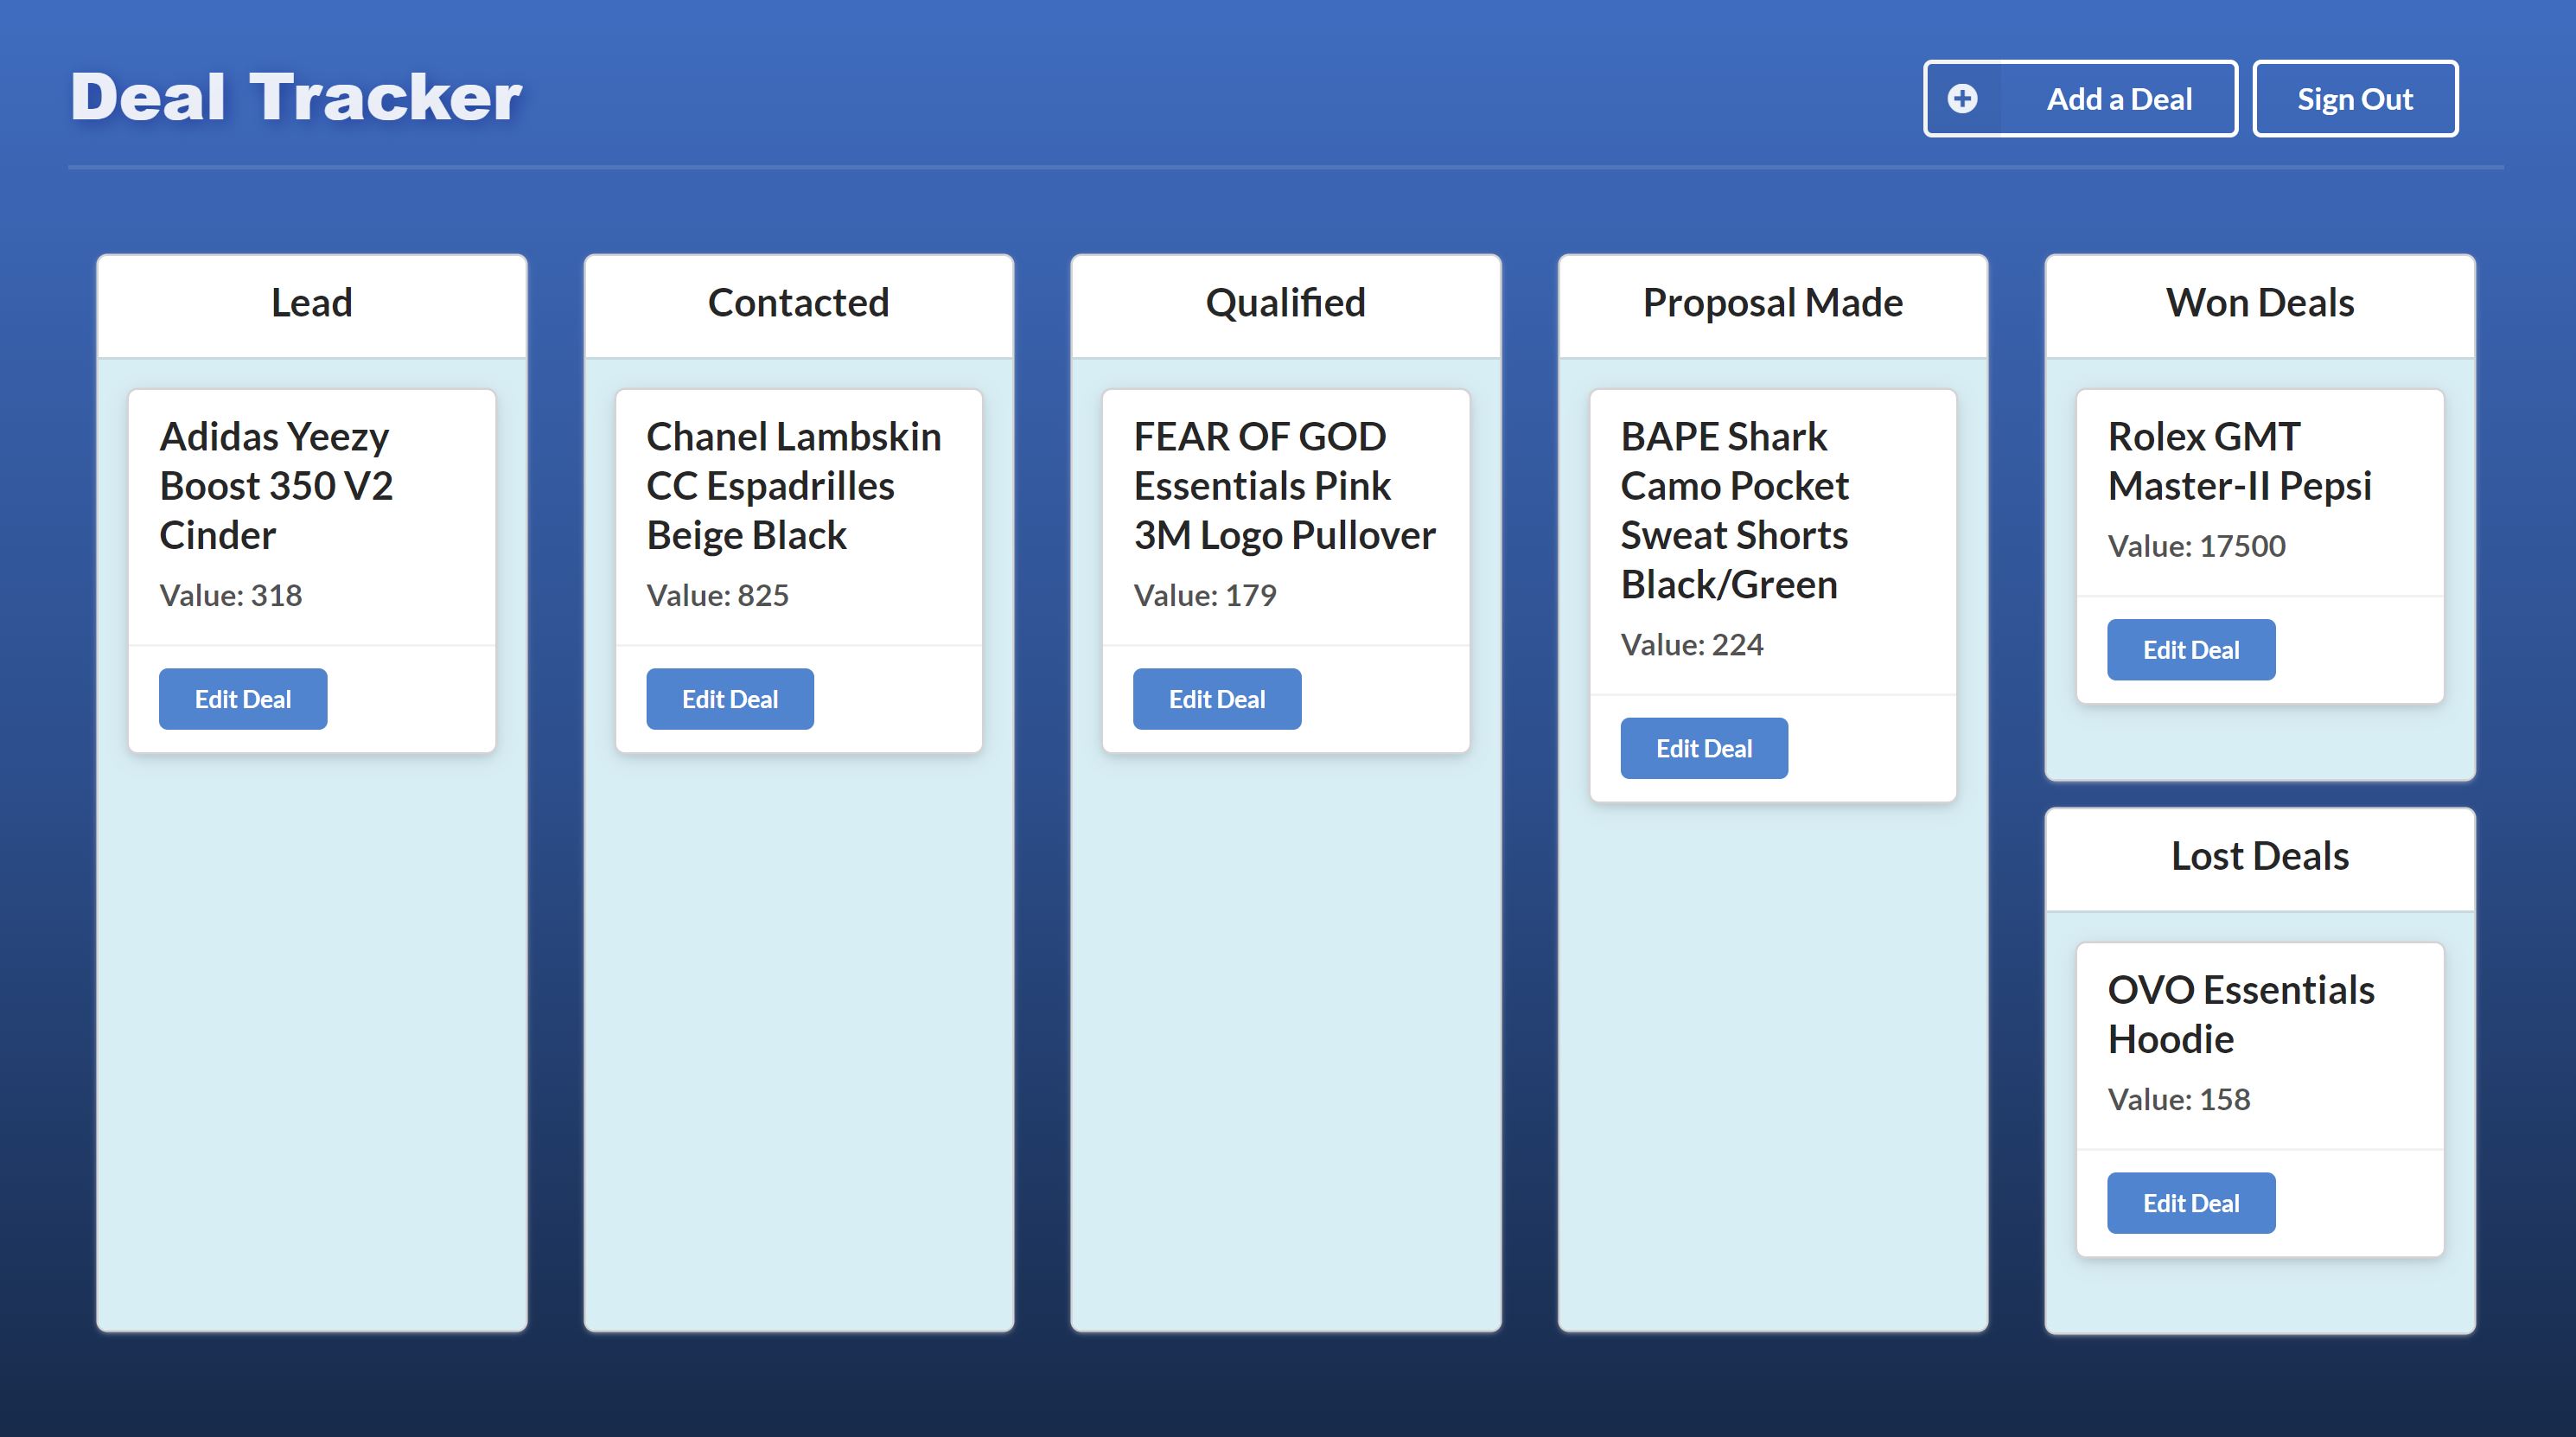 Deal Tracker
Add a Deal
Sign Out
Lead
Adidas Yeezy
Boost 350 V2
Cinder
Value: 318
Edit Deal
Contacted
Chanel Lambskin
CC Espadrilles
Beige Black
Value: 825
Edit Deal
Qualified
FEAR OF GOD
Essentials Pink
3M Logo Pullover
Value: 179
Edit Deal
Proposal Made
BAPE Shark
Camo Pocket
Sweat Shorts
Black/Green
Value: 224
Edit Deal
Won Deals
Rolex GMT
Master-II Pepsi
Value: 17500
Edit Deal
Lost Deals
OVO Essentials
Hoodie
Value: 158
Edit Deal